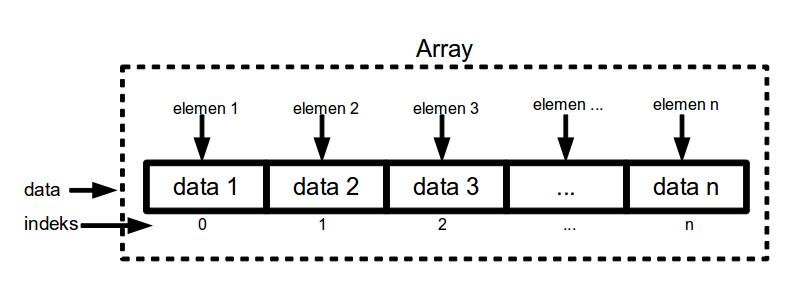 Array
elemen 1 elemen 2 elemen 3 elemen ... elemen n
data data 1 data 2 data 3 ... data n
indeks 0 1 2 ... n